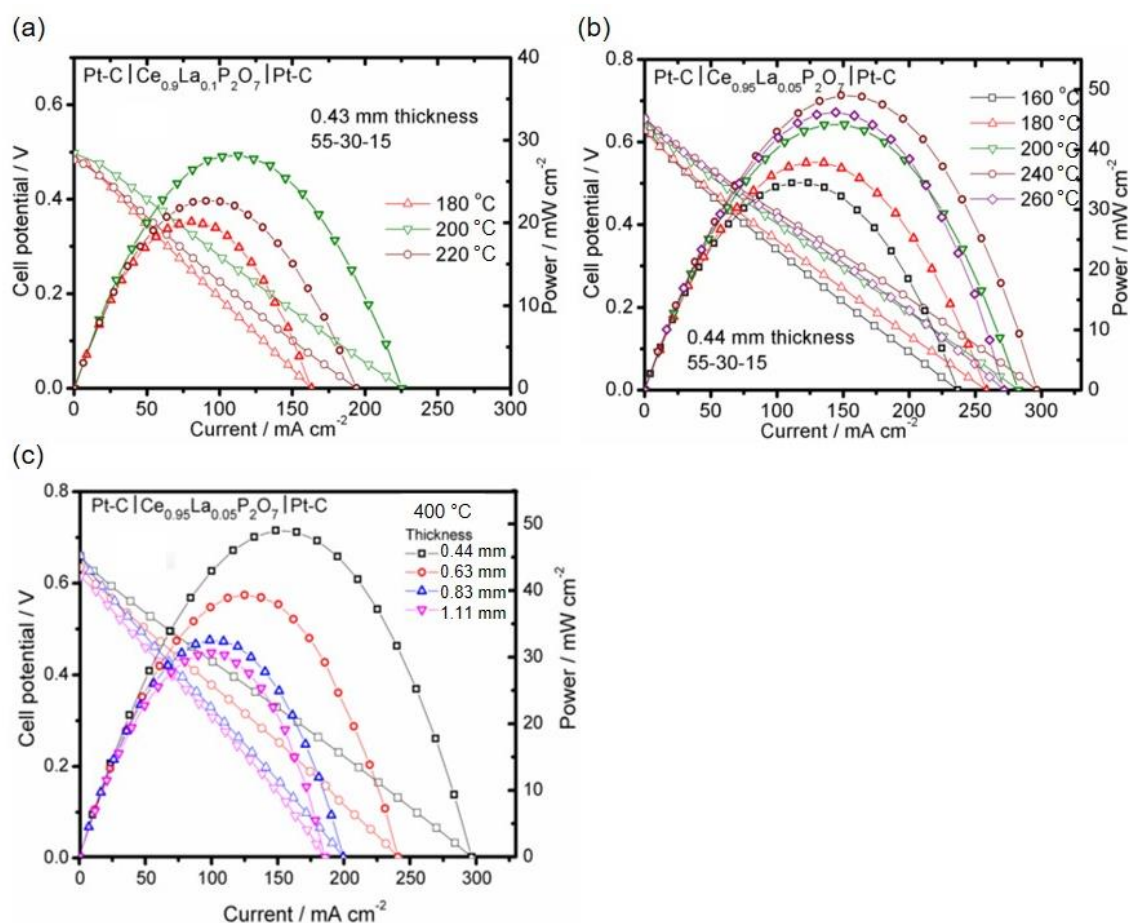 (a)
Pt-C | Ce0.9La0.1P2O7 | Pt-C
0.43 mm thickness
55-30-15
180 °C
200 °C
220 °C
Cell potential / V
0.6
0.4
0.2
0.0
Power / mW cm-2
40
30
20
10
0
0 50 100 150 200 250 300
Current / mA cm-2
(b)
Pt-C | Ce0.95La0.05P2O7 | Pt-C
160 °C
180 °C
200 °C
240 °C
260 °C
0.44 mm thickness
55-30-15
Cell potential / V
0.8
0.6
0.4
0.2
0.0
Power / mW cm-2
50
40
30
20
10
0
0 50 100 150 200 250 300
Current / mA cm-2
(c)
Pt-C | Ce0.95La0.05P2O7 | Pt-C
400 °C
Thickness
0.44 mm
0.63 mm
0.83 mm
1.11 mm
Cell potential / V
0.8
0.6
0.4
0.2
0.0
Power / mW cm-2
50
40
30
20
10
0
0 50 100 150 200 250 300
Current / mA cm-2